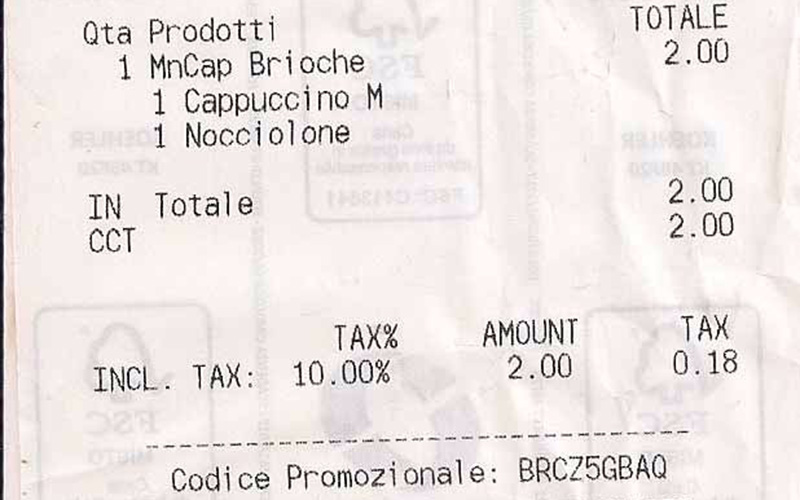 Qta Prodotti TOTALE
1 MnCap Brioche 2.00
1 Cappuccino M
1 Nocciolone
IN Totale 2.00
CCT 2.00
TAX% AMOUNT TAX
INCL. TAX: 10.00% 2.00 0.18
Codice Promozionale: BRCZ5GBAQ